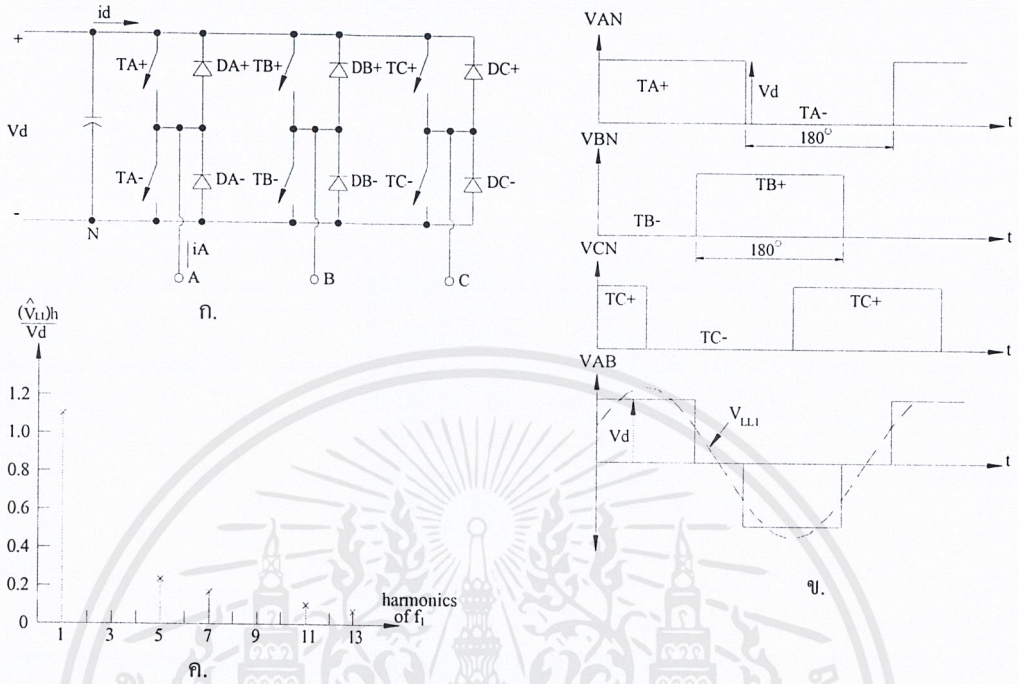 id
+
TA+
DA+
TB+
DB+
TC+
DC+
Vd
TA-
DA-
TB-
DB-
TC-
DC-
-
N
iA
A
B
C
ก.
VAN
TA+
Vd
TA-
t
180°
VBN
TB+
TB-
t
180°
VCN
TC+
TC-
TC+
t
VAB
Vd
V_LL1
t
ข.
(V̂_LL)h
Vd
1.2
1.0
0.8
0.6
0.4
0.2
0
1
3
5
7
9
11
13
harmonics
of f₁
ค.